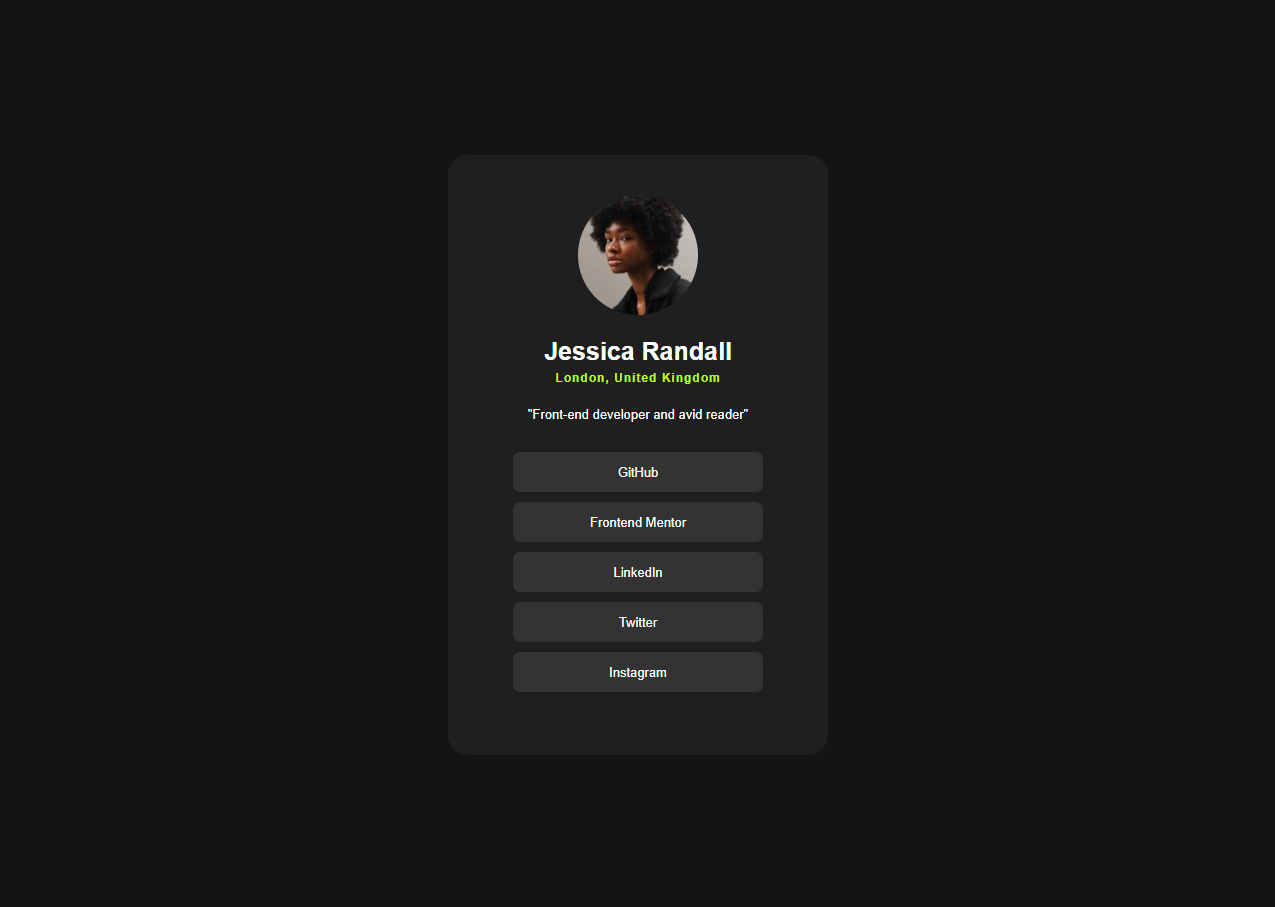 Jessica Randall
London, United Kingdom
"Front-end developer and avid reader"
GitHub
Frontend Mentor
LinkedIn
Twitter
Instagram